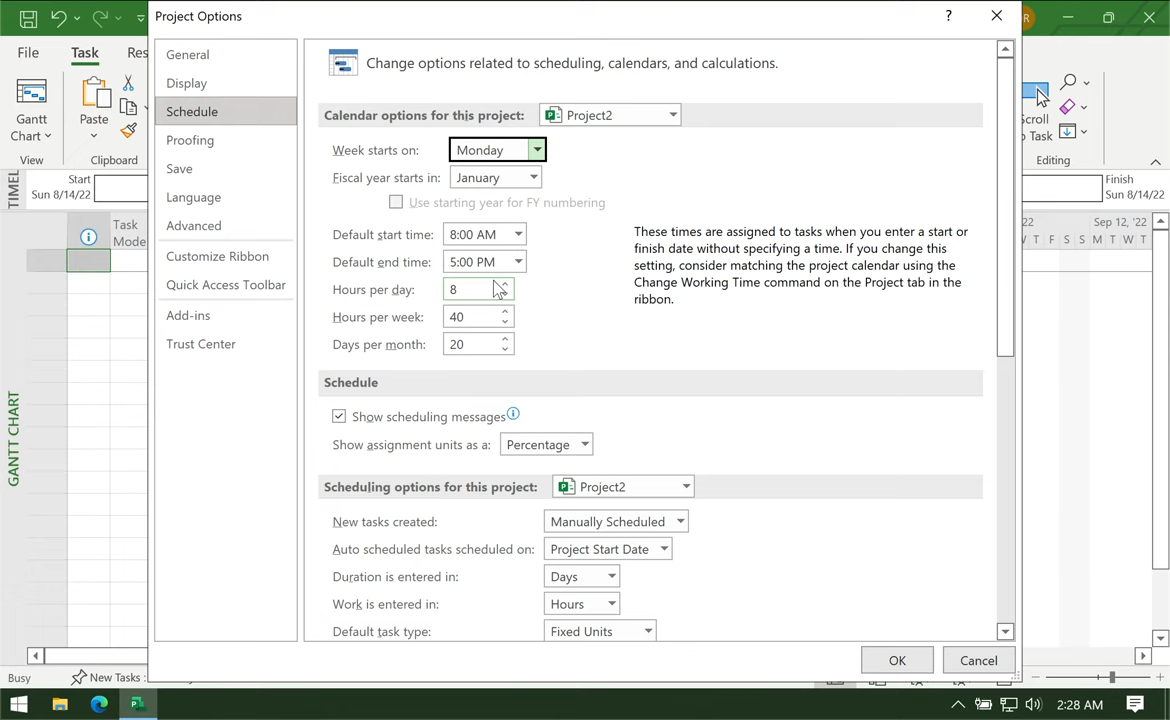 Project Options
?
R
File
Task
Res
Gantt
Chart
View
Paste
Clipboard
Scroll
to Task
Editing
TIMEL
Start
Sun 8/14/22
Finish
Sun 8/14/22
Task
Mode
22
Sep 12, '22
W T F S S M T W T
GANTT CHART
General
Display
Schedule
Proofing
Save
Language
Advanced
Customize Ribbon
Quick Access Toolbar
Add-ins
Trust Center
Change options related to scheduling, calendars, and calculations.
Calendar options for this project: Project2
Week starts on: Monday
Fiscal year starts in: January
Use starting year for FY numbering
Default start time: 8:00 AM
Default end time: 5:00 PM
Hours per day: 8
Hours per week: 40
Days per month: 20
These times are assigned to tasks when you enter a start or
finish date without specifying a time. If you change this
setting, consider matching the project calendar using the
Change Working Time command on the Project tab in the
ribbon.
Schedule
Show scheduling messages
Show assignment units as a: Percentage
Scheduling options for this project: Project2
New tasks created: Manually Scheduled
Auto scheduled tasks scheduled on: Project Start Date
Duration is entered in: Days
Work is entered in: Hours
Default task type: Fixed Units
OK
Cancel
Busy
New Tasks :
2:28 AM